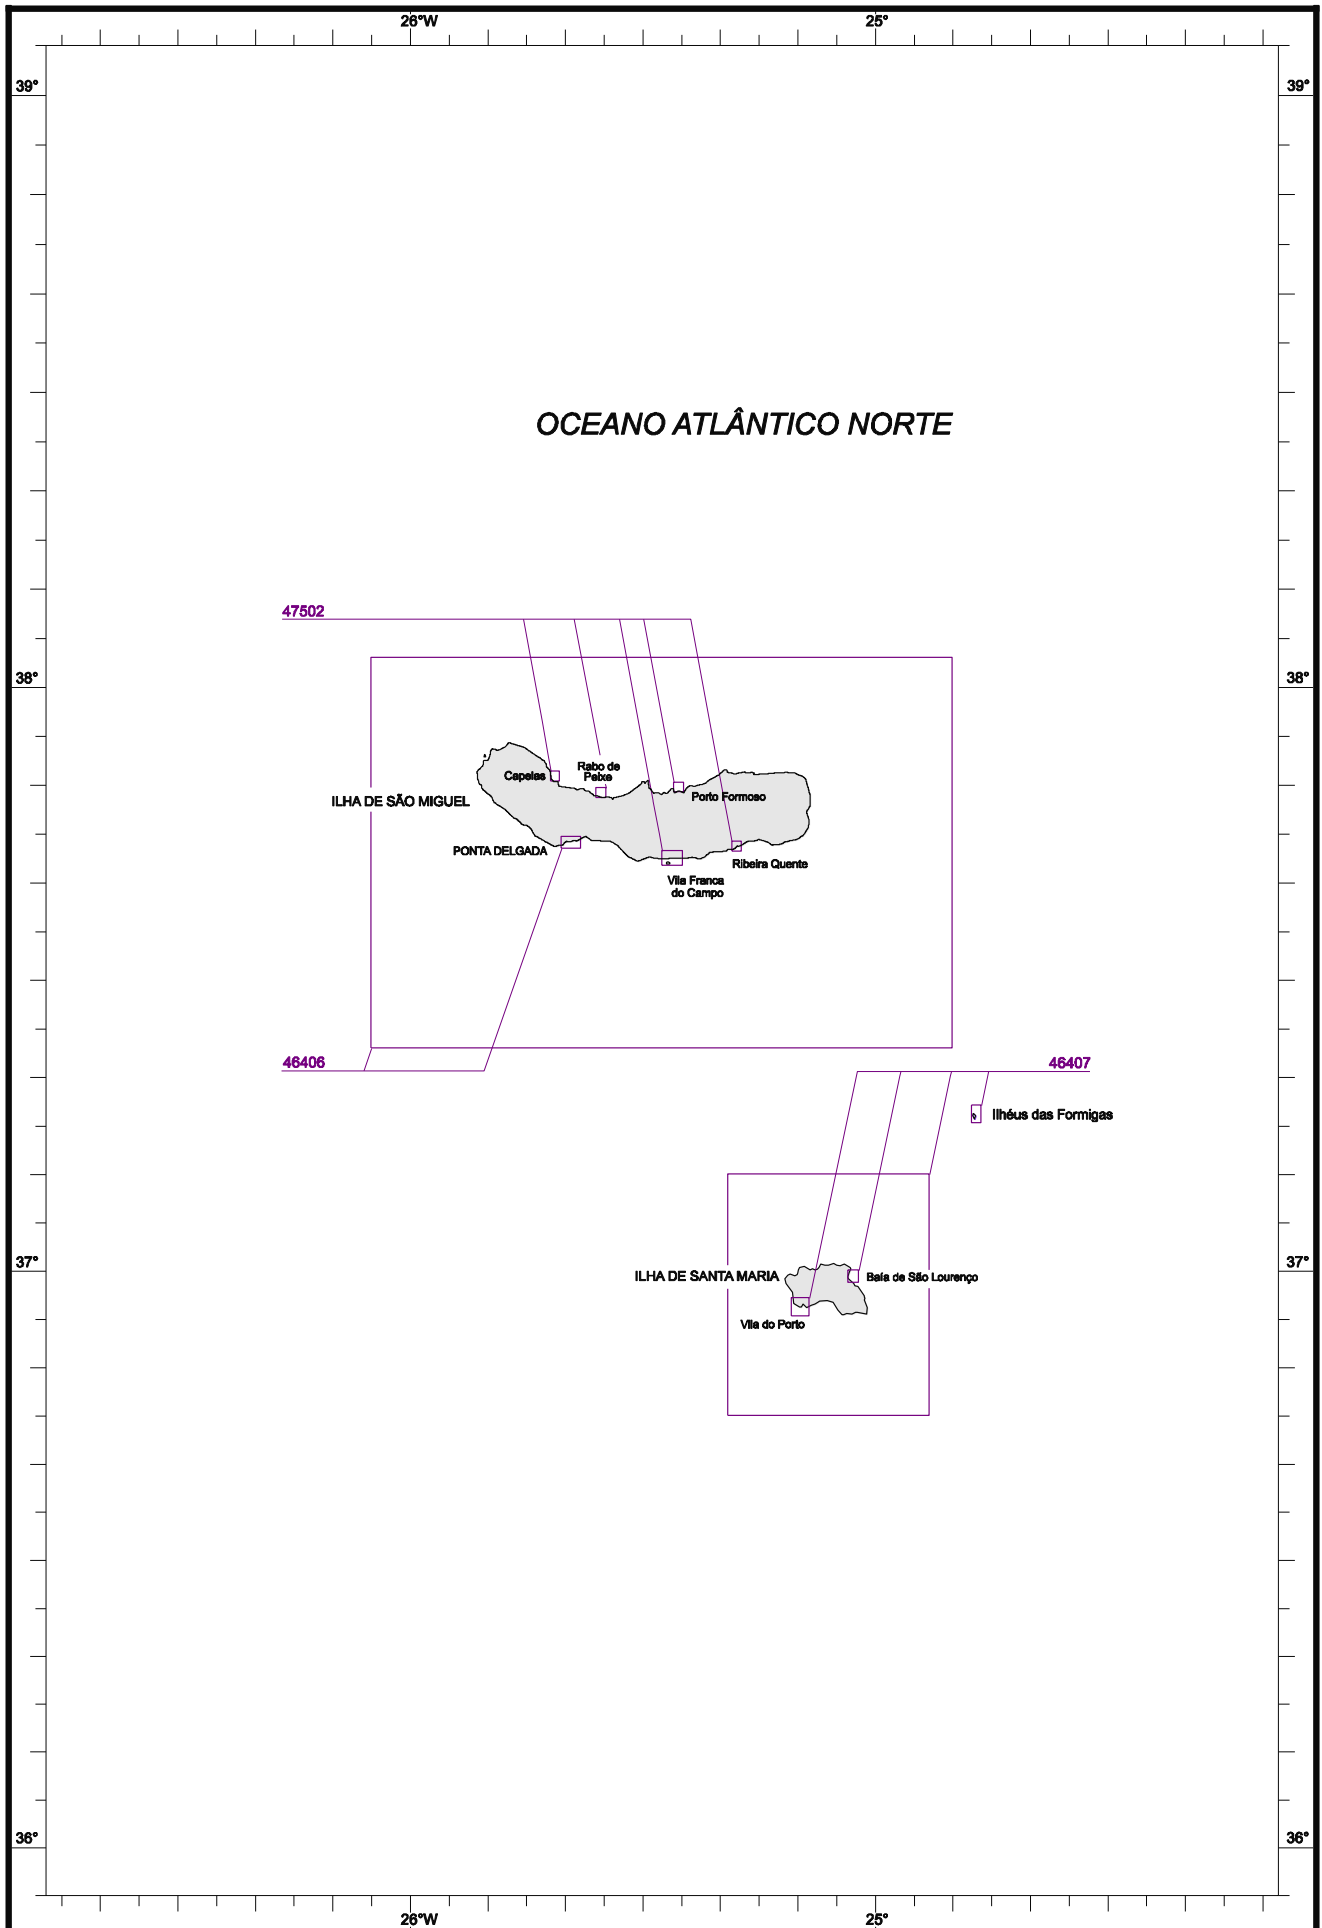 26°W 25°
39° 39°
OCEANO ATLÂNTICO NORTE
47502
38° 38°
Capelas
Rabo de
Peixe
Porto Formoso
ILHA DE SÃO MIGUEL
PONTA DELGADA
Ribeira Quente
Vila Franca
do Campo
46406
46407
Ilhéus das Formigas
37° 37°
ILHA DE SANTA MARIA
Baía de São Lourenço
Vila do Porto
36° 36°
26°W 25°